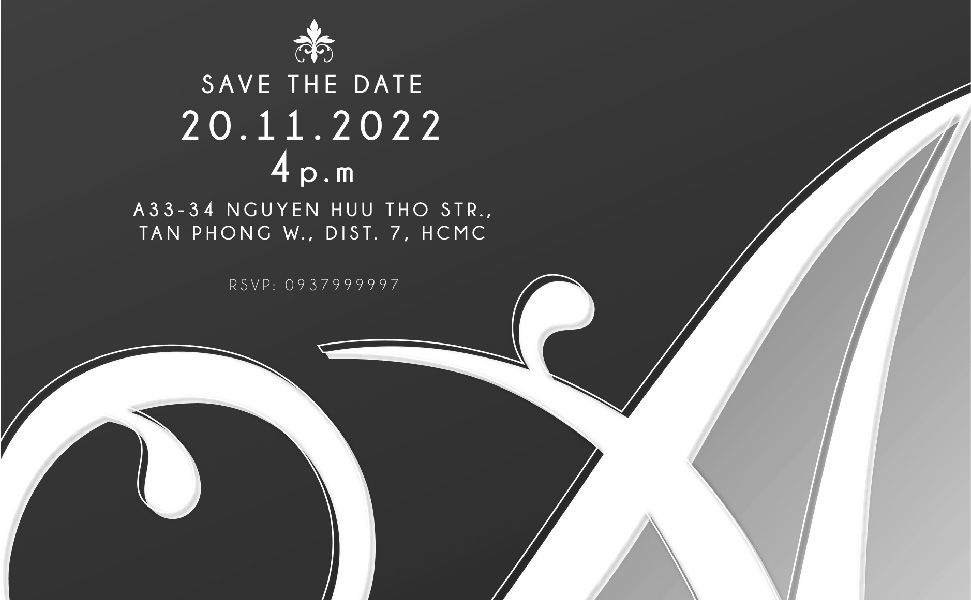 SAVE THE DATE
20.11.2022
4p.m
A33-34 NGUYEN HUU THO STR.,
TAN PHONG W., DIST. 7, HCMC
RSVP: 0937999997